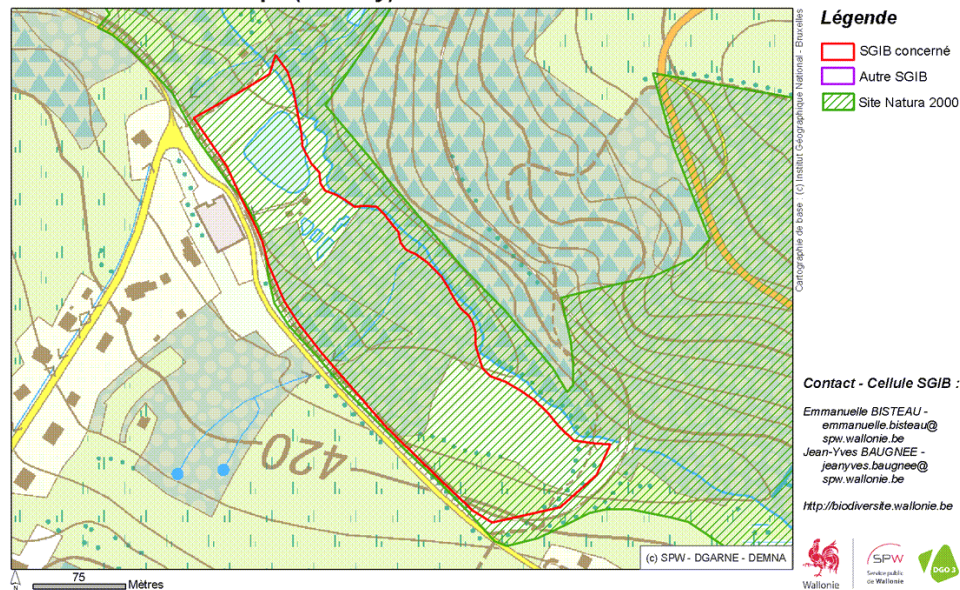 Légende
SGIB concerné
Autre SGIB
Site Natura 2000
Cartographie de base : (c) Institut Géographique National - Bruxelles
420
Contact - Cellule SGIB :
Emmanuelle BISTEAU -
emmanuelle.bisteau@
spw.wallonie.be
Jean-Yves BAUGNEE -
jeanyves.baugnee@
spw.wallonie.be
http://biodiversite.wallonie.be
(c) SPW - DGARNE - DEMNA
N
75
Mètres
Wallonie
SPW
Service public
de Wallonie
DGO 3